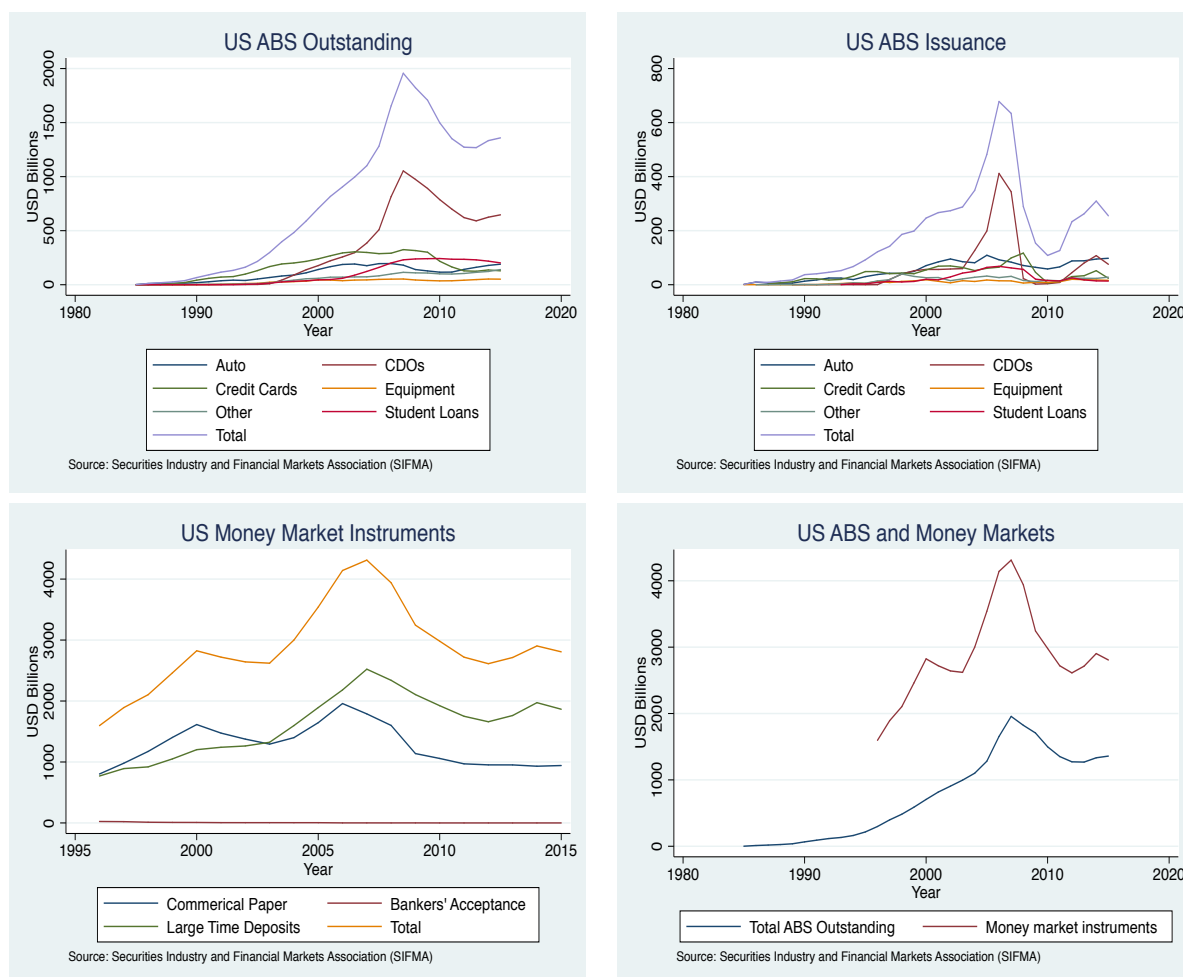 US ABS Outstanding
USD Billions
0 500 1000 1500 2000
1980 1990 2000 2010 2020
Year
Auto CDOs
Credit Cards Equipment
Other Student Loans
Total
Source: Securities Industry and Financial Markets Association (SIFMA)
US ABS Issuance
USD Billions
0 200 400 600 800
1980 1990 2000 2010 2020
Year
Auto CDOs
Credit Cards Equipment
Other Student Loans
Total
Source: Securities Industry and Financial Markets Association (SIFMA)
US Money Market Instruments
USD Billions
0 1000 2000 3000 4000
1995 2000 2005 2010 2015
Year
Commerical Paper Bankers' Acceptance
Large Time Deposits Total
Source: Securities Industry and Financial Markets Association (SIFMA)
US ABS and Money Markets
USD Billions
0 1000 2000 3000 4000
1980 1990 2000 2010 2020
Year
Total ABS Outstanding Money market instruments
Source: Securities Industry and Financial Markets Association (SIFMA)